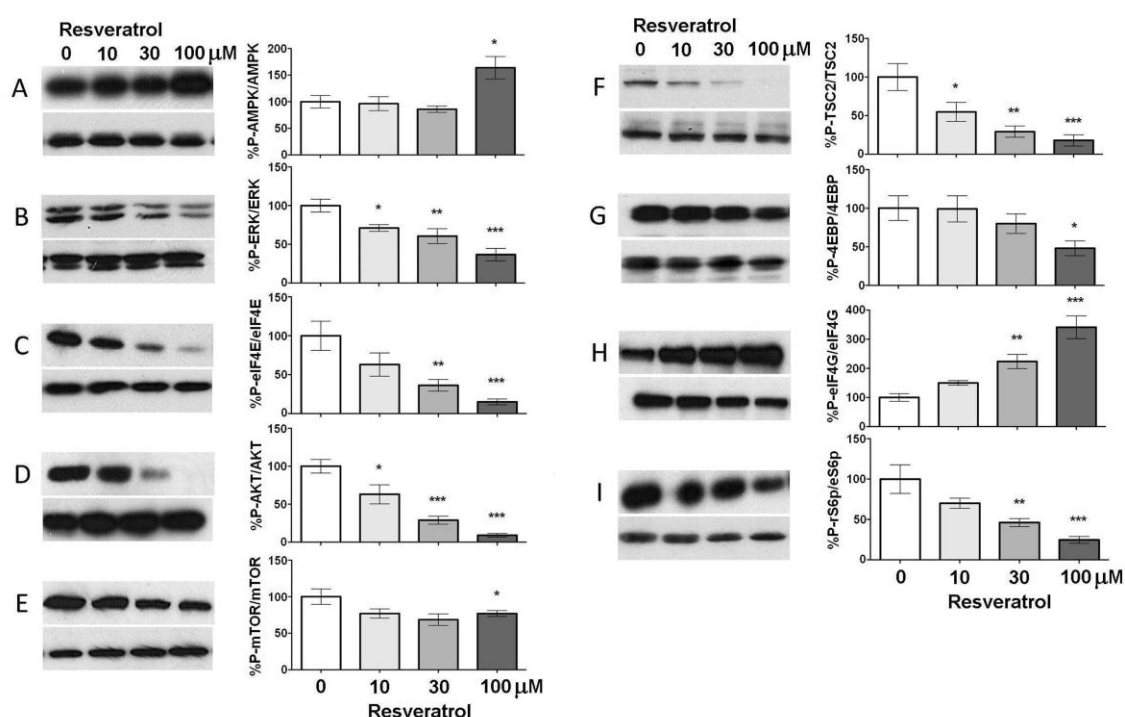 Resveratrol
0 10 30 100 μM
A
200
150
100
50
0
%P-AMPK/AMPK
*
B
150
100
50
0
%P-ERK/ERK
* ** ***
C
150
100
50
0
%P-eIF4E/eIF4E
** ***
D
150
100
50
0
%P-AKT/AKT
* *** ***
E
150
100
50
0
%P-mTOR/mTOR
*
0 10 30 100 μM
Resveratrol
Resveratrol
0 10 30 100 μM
F
150
100
50
0
%P-TSC2/TSC2
* ** ***
G
150
100
50
0
%P-4EBP/4EBP
*
H
400
300
200
100
0
%P-eIF4G/eIF4G
** ***
I
150
100
50
0
%P-rS6p/eS6p
** ***
0 10 30 100 μM
Resveratrol